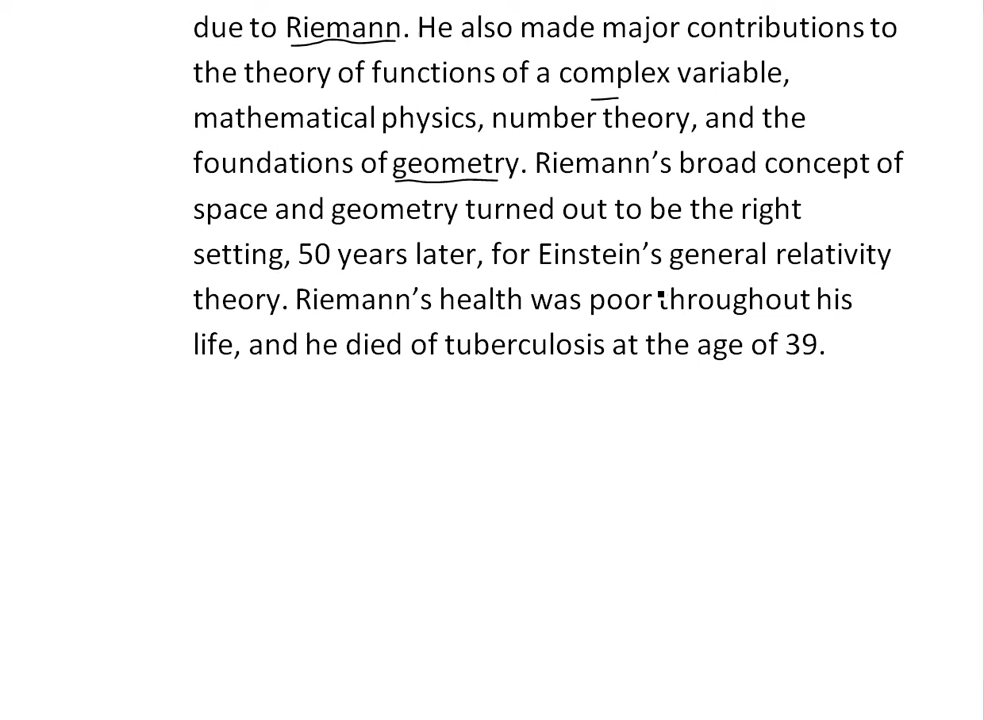 due to Riemann. He also made major contributions to
the theory of functions of a complex variable,
mathematical physics, number theory, and the
foundations of geometry. Riemann’s broad concept of
space and geometry turned out to be the right
setting, 50 years later, for Einstein’s general relativity
theory. Riemann’s health was poor throughout his
life, and he died of tuberculosis at the age of 39.